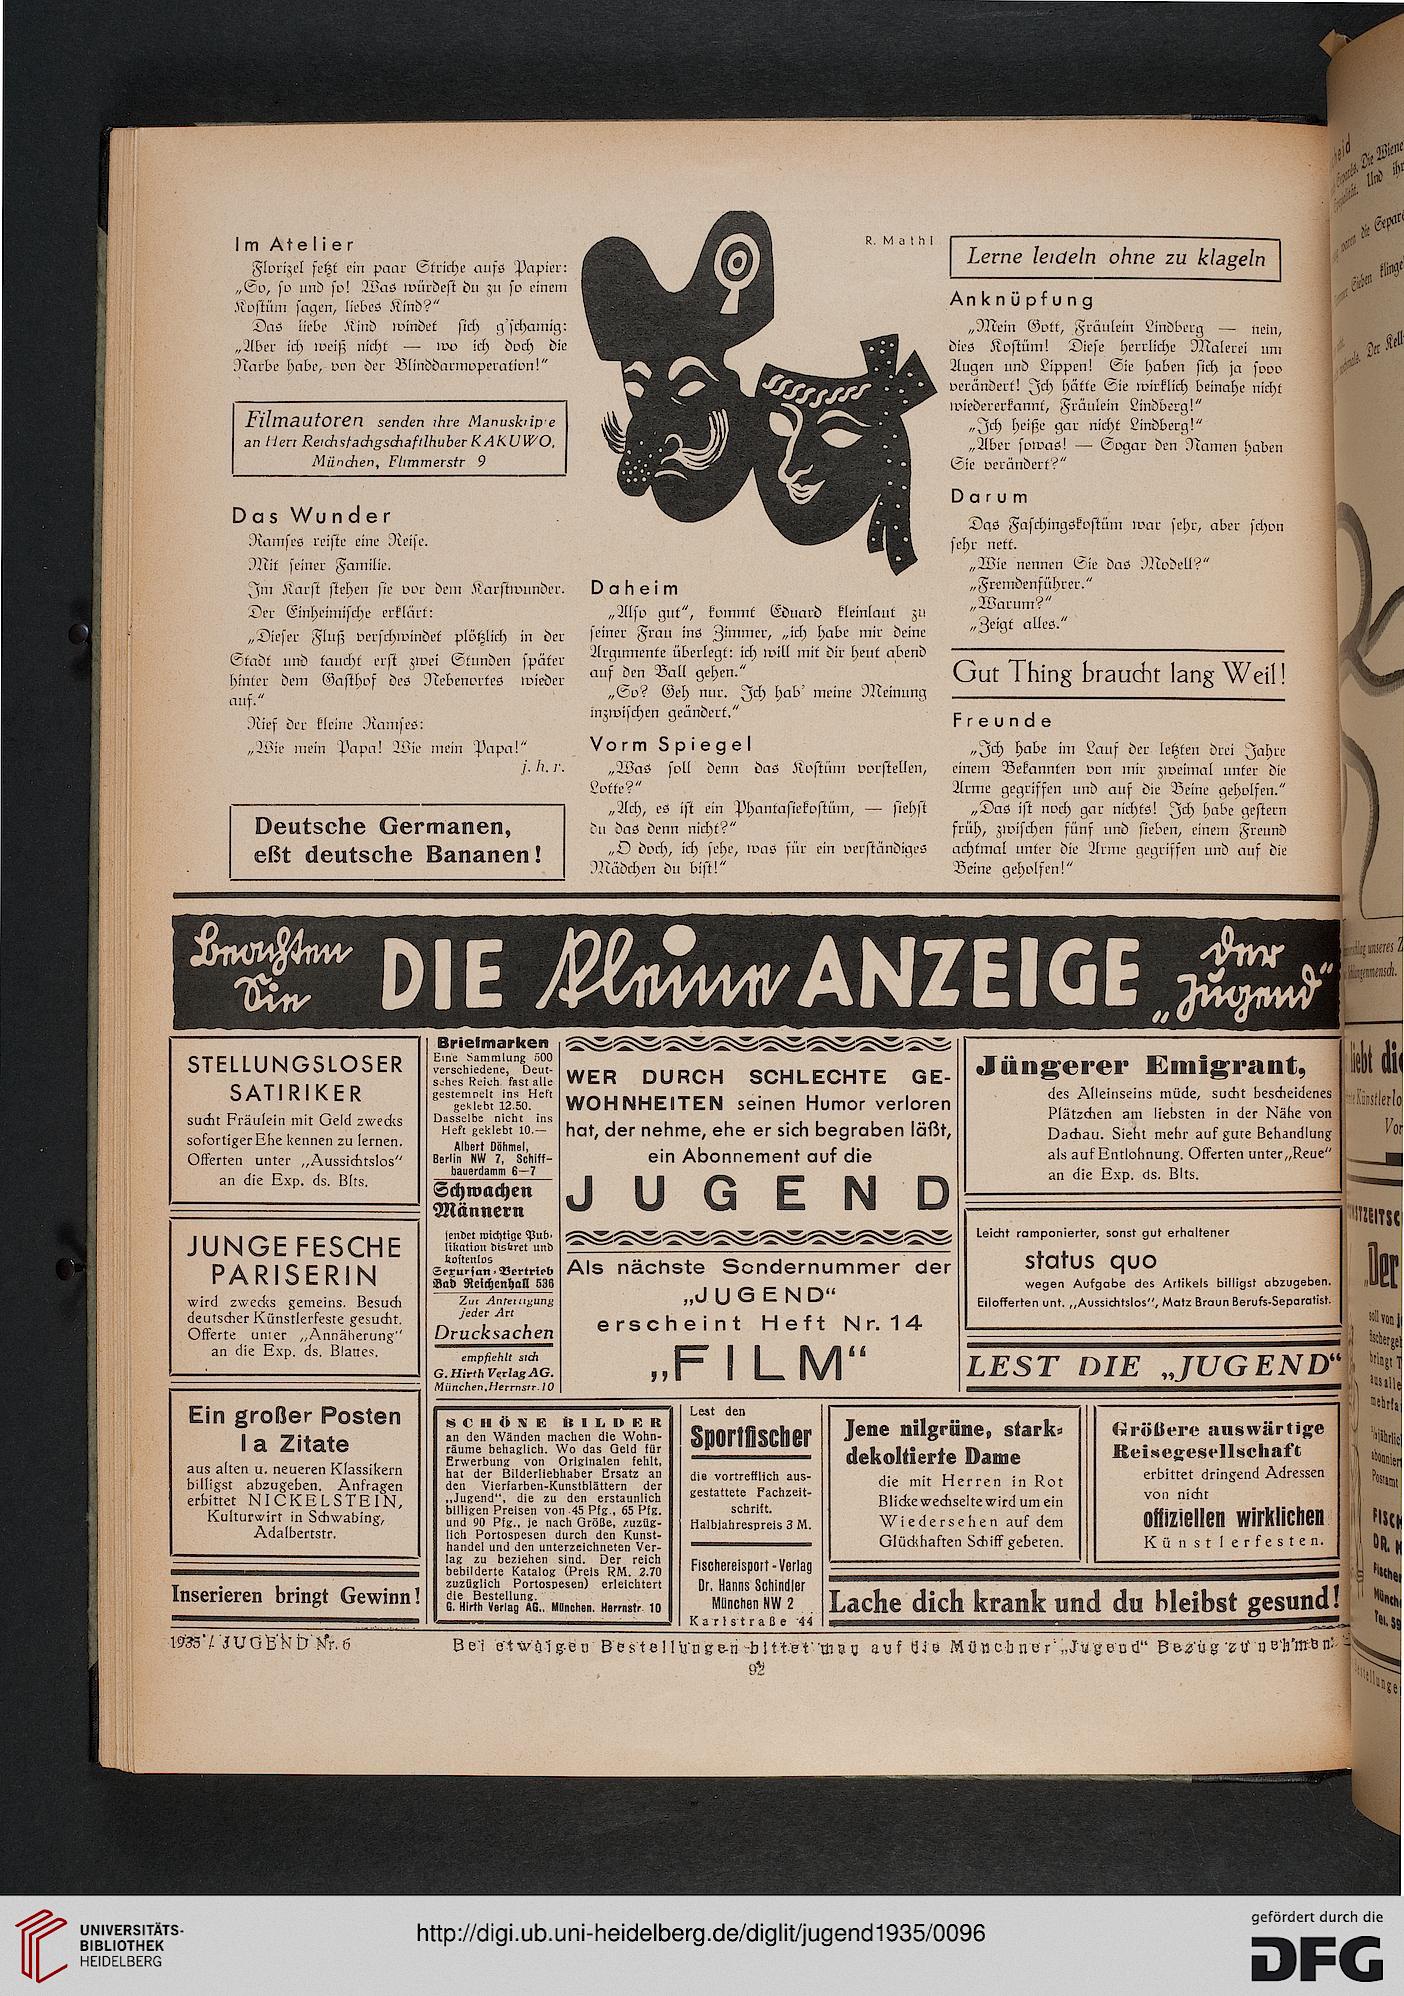 Im Atelier
Florizel setzt ein paar Striche aufs Papier:
„So, so und so! Was würdest du zu so einem
Kostüm sagen, liebes Kind?"
Das liebe Kind windet sich g'schamig:
„Aber ich weiß nicht — wo ich doch die
Narbe habe, von der Blinddarmoperation!"
Filmautoren senden ihre Manuskripte
an Herr Reichsfachgschaftlhuber KAKUWO,
München, Flimmerstr 9
Das Wunder
Ramses reiste eine Reise.
Mit seiner Familie.
Im Karst stehen sie vor dem Karstwunder.
Der Einheimische erklärt:
„Dieser Fluß verschwindet plötzlich in der
Stadt und taucht erst zwei Stunden später
hinter dem Gasthof des Nebenortes wieder
auf."
Rief der kleine Ramses:
„Wie mein Papa! Wie mein Papa!"
j. h. r.
Deutsche Germanen,
eßt deutsche Bananen!
R. Mathi
Daheim
„Also gut", kommt Eduard kleinlaut zu
seiner Frau ins Zimmer, „ich habe mir deine
Argumente überlegt: ich will mit dir heut abend
auf den Ball gehen."
„So? Geh nur. Ich hab' meine Meinung
inzwischen geändert."
Vorm Spiegel
„Was soll denn das Kostüm vorstellen,
Lotte?"
„Ach, es ist ein Phantasiekostüm, — siehst
du das denn nicht?"
„O doch, ich sehe, was für ein verständiges
Mädchen du bist!"
Lerne leideln ohne zu klageln
Anknüpfung
„Mein Gott, Fräulein Lindberg — nein,
dies Kostüm! Diese herrliche Malerei um
Augen und Lippen! Sie haben sich ja sooo
verändert! Ich hätte Sie wirklich beinahe nicht
wiedererkannt, Fräulein Lindberg!"
„Ich heiße gar nicht Lindberg!"
„Aber sowas! — Sogar den Namen haben
Sie verändert?"
Darum
Das Faschingskostüm war sehr, aber schon
sehr nett.
„Wie nennen Sie das Modell?"
„Fremdenführer."
„Warum?"
„Zeigt alles."
Gut Thing braucht lang Weil!
Freunde
„Ich habe im Lauf der letzten drei Jahre
einem Bekannten von mir zweimal unter die
Arme gegriffen und auf die Beine geholfen."
„Das ist noch gar nichts! Ich habe gestern
früh, zwischen fünf und sieben, einem Freund
achtmal unter die Arme gegriffen und auf die
Beine geholfen!"
Beachten Sie DIE kleine ANZEIGE der „Jugend"
STELLUNGSLOSER
SATIRIKER
sucht Fräulein mit Geld zwecks
sofortiger Ehe kennen zu lernen.
Offerten unter „Aussichtslos"
an die Exp. ds. Blts.
JUNGE FESCHE
PARISERIN
wird zwecks gemeins. Besuch
deutscher Künstlerfeste gesucht.
Offerte unter „Annäherung"
an die Exp. ds. Blattes.
Ein großer Posten
Ia Zitate
aus alten u. neueren Klassikern
billigst abzugeben. Anfragen
erbittet NICKELSTEIN,
Kulturwirt in Schwabing,
Adalbertstr.
Inserieren bringt Gewinn!
Briefmarken
Eine Sammlung 500
verschiedene, Deut-
sches Reich, fast alle
gestempelt ins Heft
geklebt 12.50.
Dasselbe nicht ins
Heft geklebt 10.—
Albert Döhmel,
Berlin NW 7, Schiff-
bauerdamm 6—7
Schwachen
Männern
sendet wichtige Pub-
likation diskret und
kostenlos
Sexursan-Vertrieb
Bad Reichenhall 536
Zur Anfertigung
jeder Art
Drucksachen
empfiehlt sich
G. Hirth Verlag AG.
München, Herrnstr. 10
WER DURCH SCHLECHTE GE-
WOHNHEITEN seinen Humor verloren
hat, der nehme, ehe er sich begraben läßt,
ein Abonnement auf die
JUGEND
Als nächste Sondernummer der
„JUGEND"
erscheint Heft Nr. 14
„FILM"
Jüngerer Emigrant,
des Alleinseins müde, sucht bescheidenes
Plätzchen am liebsten in der Nähe von
Dachau. Sieht mehr auf gute Behandlung
als auf Entlohnung. Offerten unter „Reue"
an die Exp. ds. Blts.
Leicht ramponierter, sonst gut erhaltener
status quo
wegen Aufgabe des Artikels billigst abzugeben.
Eilofferten unt. „Aussichtslos", Matz Braun Berufs-Separatist.
LEST DIE „JUGEND"
SCHÖNE BILDER
an den Wänden machen die Wohn-
räume behaglich. Wo das Geld für
Erwerbung von Originalen fehlt,
hat der Bilderliebhaber Ersatz an
den Vierfarben-Kunstblättern der
„Jugend", die zu den erstaunlich
billigen Preisen von 45 Pfg., 65 Pfg.
und 90 Pfg., je nach Größe, zuzüg-
lich Portospesen durch den Kunst-
handel und den unterzeichneten Ver-
lag zu beziehen sind. Der reich
bebilderte Katalog (Preis RM. 2.70
zuzüglich Portospesen) erleichtert
die Bestellung.
G. Hirth Verlag AG., München, Herrnstr. 10
Lest den
Sportfischer
die vortrefflich aus-
gestattete Fachzeit-
schrift.
Halbjahrespreis 3 M.
Fischereisport-Verlag
Dr. Hanns Schindler
München NW 2
Karlstraße 44
Jene nilgrüne, stark-
dekoltierte Dame
die mit Herren in Rot
Blicke wechselte wird um ein
Wiedersehen auf dem
Glückhaften Schiff gebeten.
Größere auswärtige
Reisegesellschaft
erbittet dringend Adressen
von nicht
offiziellen wirklichen
Künstlerfesten.
Lache dich krank und du bleibst gesund!
1935 / JUGEND Nr. 6
Bei etwaigen Bestellungen bittet man auf die Münchner „Jugend" Bezug zu nehmen.
92
UNIVERSITÄTS-
BIBLIOTHEK
HEIDELBERG
http://digi.ub.uni-heidelberg.de/diglit/jugend1935/0096
gefördert durch die
DFG